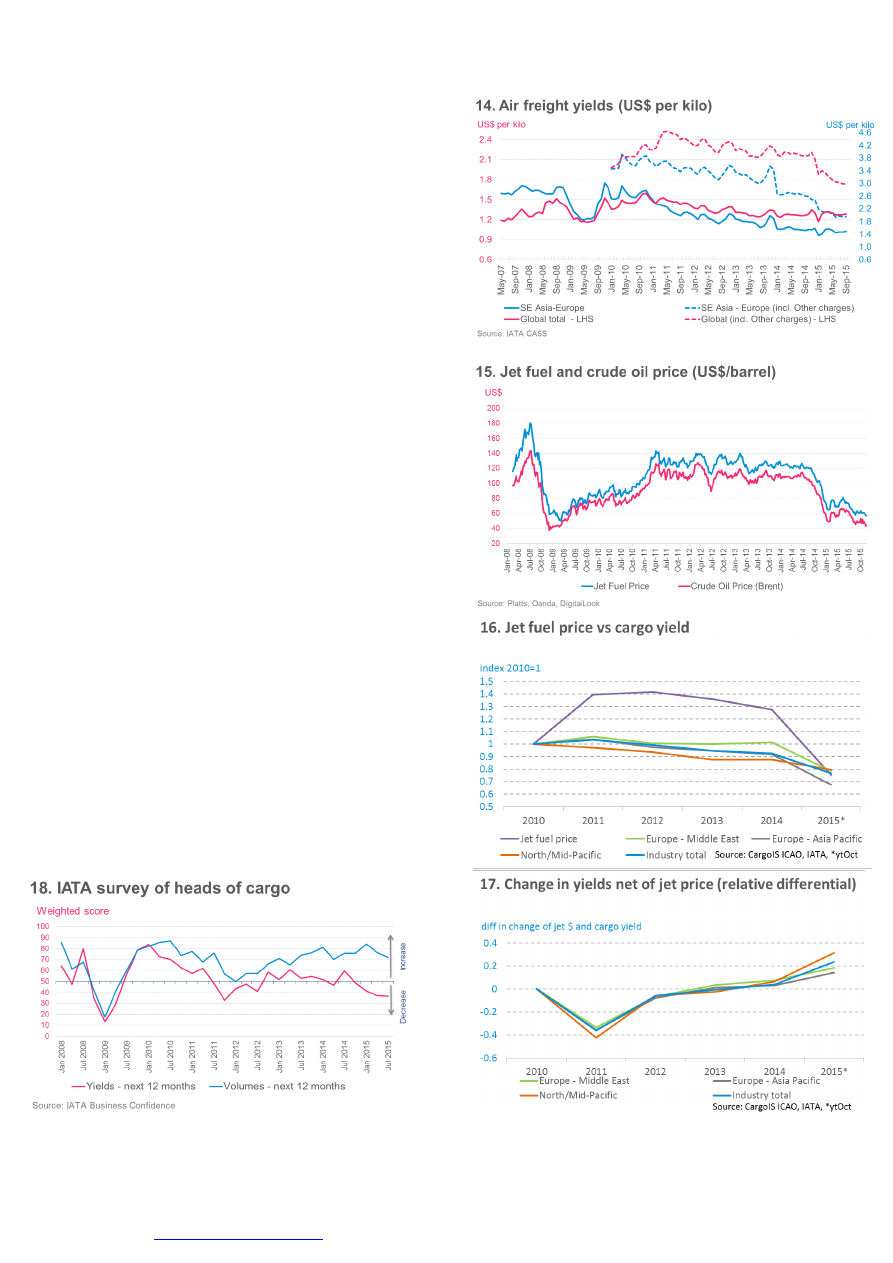 14. Air freight yields (US$ per kilo)
US$ per kilo
US$ per kilo
2.4
2.1
1.8
1.5
1.2
0.9
0.6
4.6
4.2
3.8
3.4
3.0
2.6
2.2
1.8
1.4
1.0
0.6
May-07
Sep-07
Jan-08
May-08
Sep-08
Jan-09
May-09
Sep-09
Jan-10
May-10
Sep-10
Jan-11
May-11
Sep-11
Jan-12
May-12
Sep-12
Jan-13
May-13
Sep-13
Jan-14
May-14
Sep-14
Jan-15
May-15
Sep-15
SE Asia-Europe
SE Asia - Europe (incl. Other charges)
Global total - LHS
Global (incl. Other charges) - LHS
Source: IATA CASS
15. Jet fuel and crude oil price (US$/barrel)
US$
200
180
160
140
120
100
80
60
40
20
Jan-08
Apr-08
Jul-08
Oct-08
Jan-09
Apr-09
Jul-09
Oct-09
Jan-10
Apr-10
Jul-10
Oct-10
Jan-11
Apr-11
Jul-11
Oct-11
Jan-12
Apr-12
Jul-12
Oct-12
Jan-13
Apr-13
Jul-13
Oct-13
Jan-14
Apr-14
Jul-14
Oct-14
Jan-15
Apr-15
Jul-15
Oct-15
Jet Fuel Price
Crude Oil Price (Brent)
Source: Platts, Oanda, DigitalLook
16. Jet fuel price vs cargo yield
index 2010=1
1.5
1.4
1.3
1.2
1.1
1
0.9
0.8
0.7
0.6
0.5
2010 2011 2012 2013 2014 2015*
Jet fuel price Europe - Middle East Europe - Asia Pacific
North/Mid-Pacific Industry total Source: CargoIS ICAO, IATA, *ytOct
18. IATA survey of heads of cargo
Weighted score
100
90
80
70
60
50
40
30
20
10
0
Increase
Decrease
Jan 2008
Jul 2008
Jan 2009
Jul 2009
Jan 2010
Jul 2010
Jan 2011
Jul 2011
Jan 2012
Jul 2012
Jan 2013
Jul 2013
Jan 2014
Jul 2014
Jan 2015
Jul 2015
Yields - next 12 months
Volumes - next 12 months
Source: IATA Business Confidence
17. Change in yields net of jet price (relative differential)
diff in change of jet $ and cargo yield
0.4
0.2
0
-0.2
-0.4
-0.6
2010 2011 2012 2013 2014 2015*
Europe - Middle East Europe - Asia Pacific
North/Mid-Pacific Industry total
Source: CargoIS ICAO, IATA, *ytOct